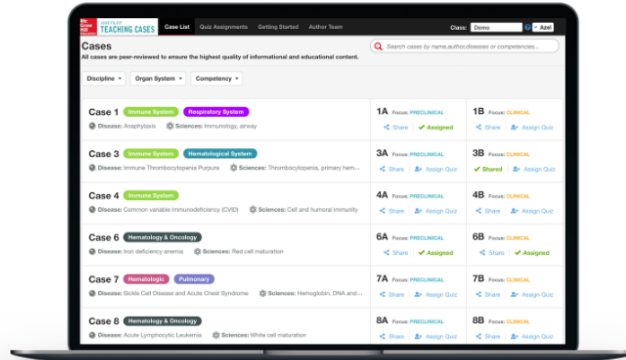 Mc
Graw
Hill
TEACHING CASES
Case List
Quiz Assignments
Getting Started
Author Team
Class:
Demo
Azel
Cases
All cases are peer-reviewed to ensure the highest quality of informational and educational content.
Search cases by name,author,diseases or competencies...
Discipline
Organ System
Competency
Case 1 Immune System Respiratory System
Disease: Anaphylaxis Sciences: Immunology, airway
1A Focus: PRECLINICAL
Share Assigned
1B Focus: CLINICAL
Share Assign Quiz
Case 3 Immune System Hematological System
Disease: Immune Thrombocytopenia Purpura Sciences: Thrombocytopenia, primary hem...
3A Focus: PRECLINICAL
Share Assign Quiz
3B Focus: CLINICAL
Shared Assign Quiz
Case 4 Immune System
Disease: Common variable immunodeficiency (CVID) Sciences: Cell and humoral immunity
4A Focus: PRECLINICAL
Share Assign Quiz
4B Focus: CLINICAL
Share Assign Quiz
Case 6 Hematology & Oncology
Disease: Iron deficiency anemia Sciences: Red cell maturation
6A Focus: PRECLINICAL
Share Assigned
6B Focus: CLINICAL
Share Assigned
Case 7 Hematologic Pulmonary
Disease: Sickle Cell Disease and Acute Chest Syndrome Sciences: Hemoglobin, DNA and...
7A Focus: PRECLINICAL
Share Assign Quiz
7B Focus: CLINICAL
Share Assign Quiz
Case 8 Hematology & Oncology
Disease: Acute Lymphocytic Leukemia Sciences: White cell maturation
8A Focus: PRECLINICAL
Share Assign Quiz
8B Focus: CLINICAL
Share Assign Quiz